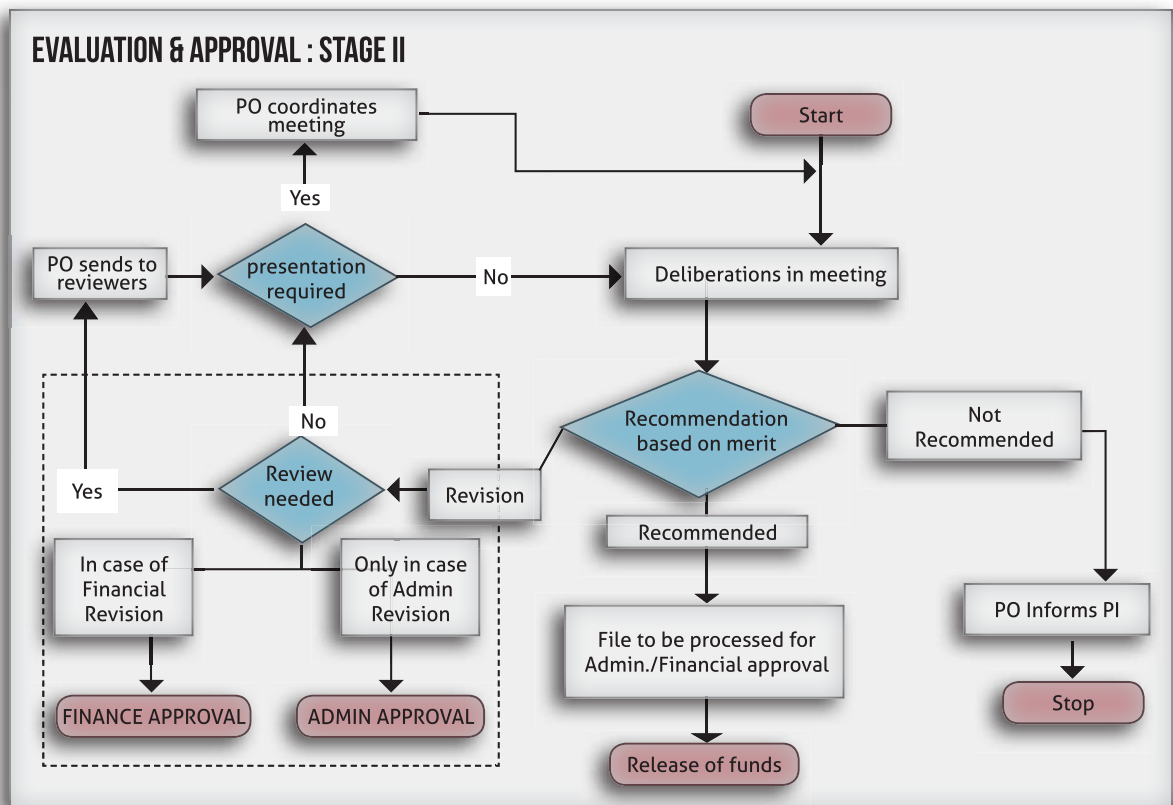 EVALUATION & APPROVAL : STAGE II
PO coordinates
meeting
Start
Yes
PO sends to
reviewers
presentation
required
No
Deliberations in meeting
No
Recommendation
based on merit
Not
Recommended
Yes
Review
needed
Revision
Recommended
In case of
Financial
Revision
Only in case
of Admin
Revision
File to be processed for
Admin./Financial approval
PO Informs PI
FINANCE APPROVAL
ADMIN APPROVAL
Stop
Release of funds